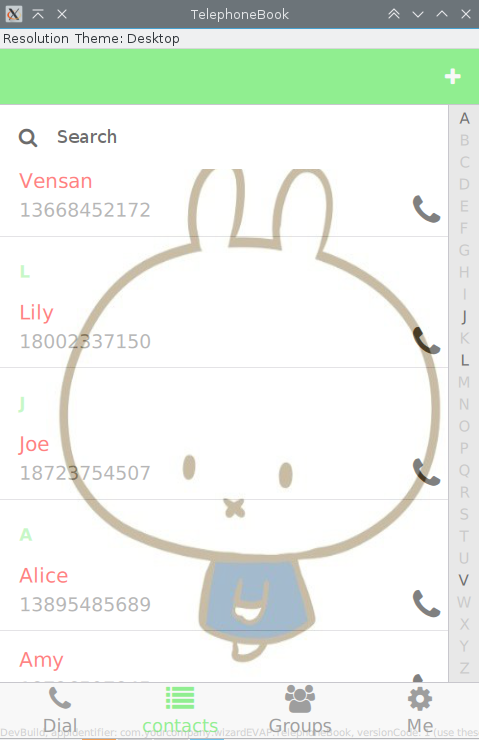 TelephoneBook
Resolution Theme: Desktop
+
Search
Vensan
13668452172
L
Lily
18002337150
J
Joe
18723754507
A
Alice
13895485689
Amy
A
B
C
D
E
F
G
H
I
J
K
L
M
N
O
P
Q
R
S
T
U
V
W
X
Y
Z
Dial
contacts
Groups
Me
DevBuild, appIdentifier: com.yourcompany.wizardEVAP.TelephoneBook, versionCode: 1 (use thes